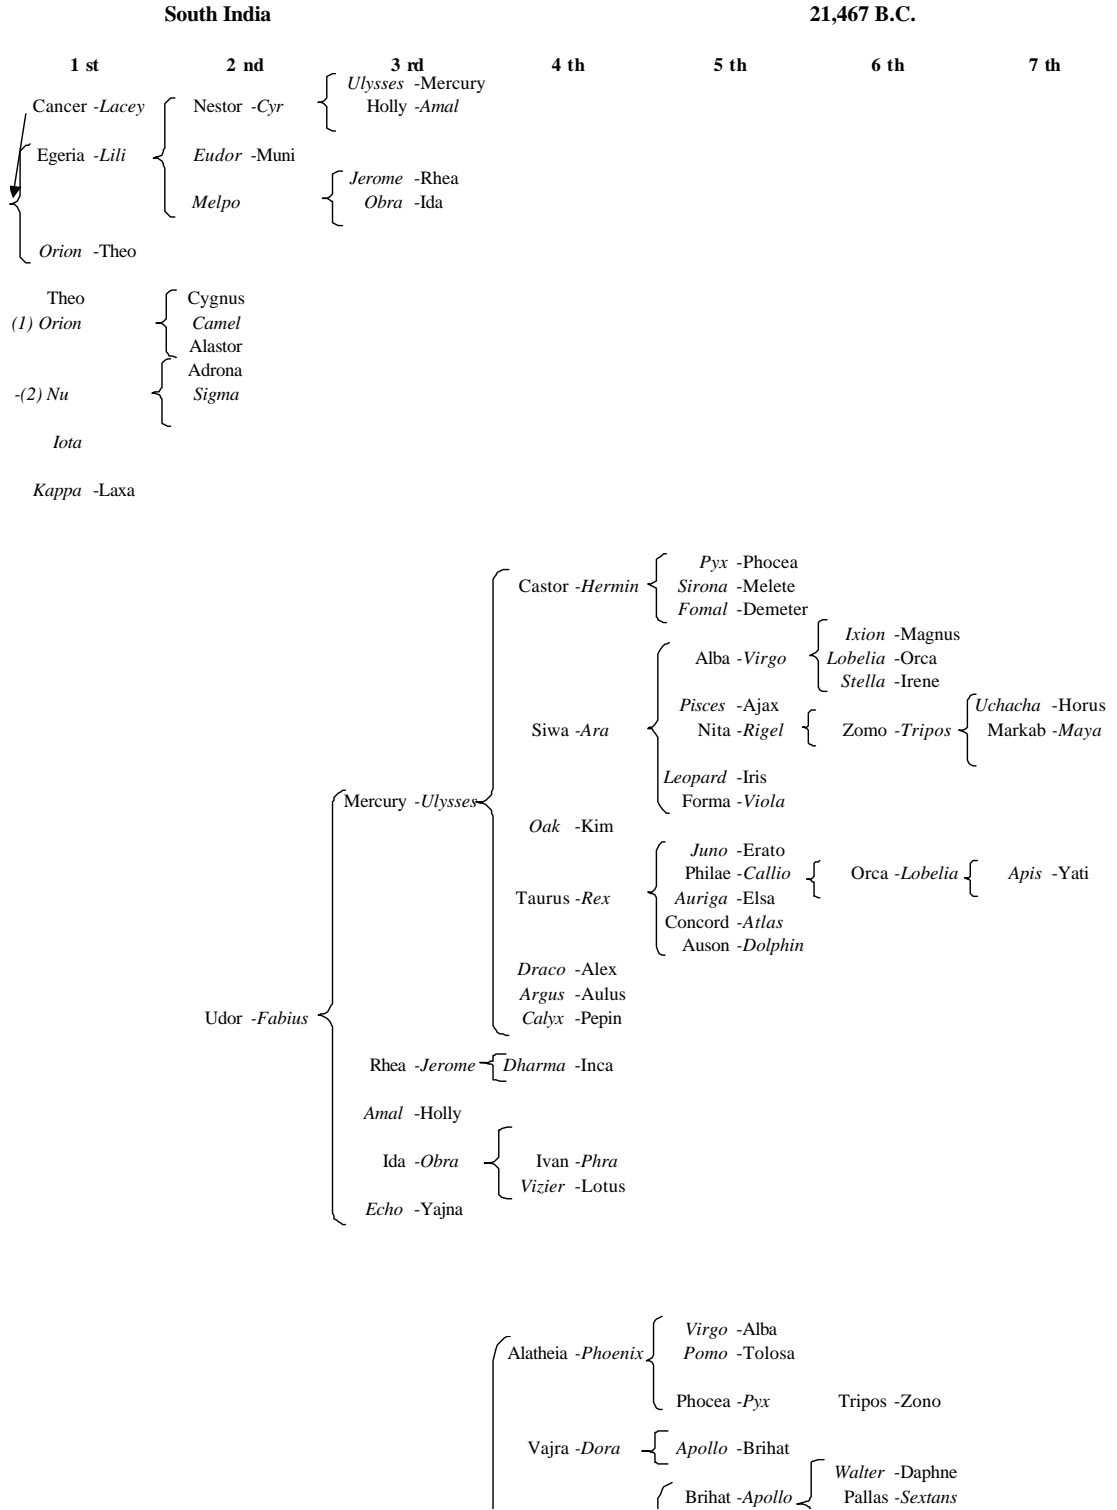 South India 21,467 B.C.
1 st 2 nd 3 rd 4 th 5 th 6 th 7 th
Ulysses -Mercury
Cancer -Lacey Nestor -Cyr Holly -Amal
Egeria -Lili Eudor -Muni
Jerome -Rhea
Melpo Obra -Ida
Orion -Theo
Theo Cygnus
(1) Orion Camel
Alastor
Adrona
-(2) Nu Sigma
Iota
Kappa -Laxa
Pyx -Phocea
Castor -Hermin Sirona -Melete
Fomal -Demeter
Ixion -Magnus
Alba -Virgo Lobelia -Orca
Stella -Irene
Pisces -Ajax Uchacha -Horus
Siwa -Ara Nita -Rigel Zomo -Tripos Markab -Maya
Leopard -Iris
Mercury -Ulysses Forma -Viola
Oak -Kim
Juno -Erato
Philae -Callio Orca -Lobelia Apis -Yati
Taurus -Rex Auriga -Elsa
Concord -Atlas
Auson -Dolphin
Draco -Alex
Argus -Aulus
Udor -Fabius Calyx -Pepin
Rhea -Jerome Dharma -Inca
Amal -Holly
Ida -Obra Ivan -Phra
Vizier -Lotus
Echo -Yajna
Virgo -Alba
Alatheia -Phoenix Pomo -Tolosa
Phocea -Pyx Tripos -Zono
Vajra -Dora Apollo -Brihat
Walter -Daphne
Brihat -Apollo Pallas -Sextans